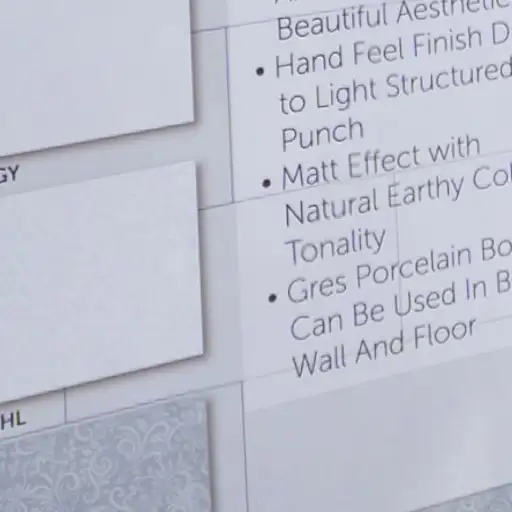 Beautiful Aesthetic
• Hand Feel Finish D
to Light Structured
Punch
• Matt Effect with
Natural Earthy Col
Tonality
• Gres Porcelain Bo
Can Be Used In B
Wall And Floor
GY
HL